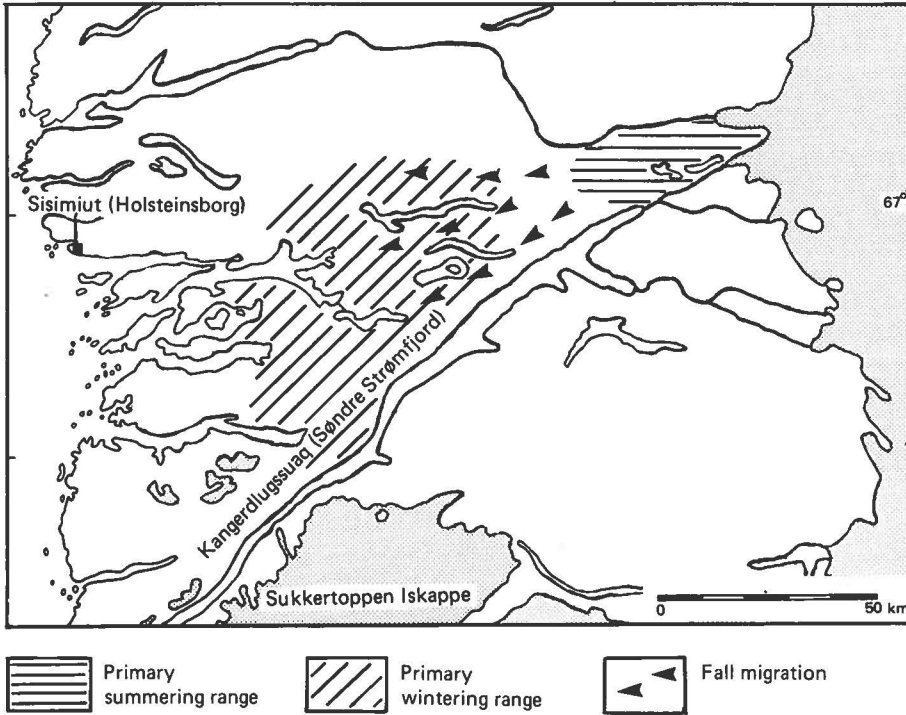 Sisimiut (Holsteinsborg)
67°
Kangerdlugssuaq (Søndre Strømfjord)
Sukkertoppen Iskappe
0 50 km
Primary
summering range
Primary
wintering range
Fall migration